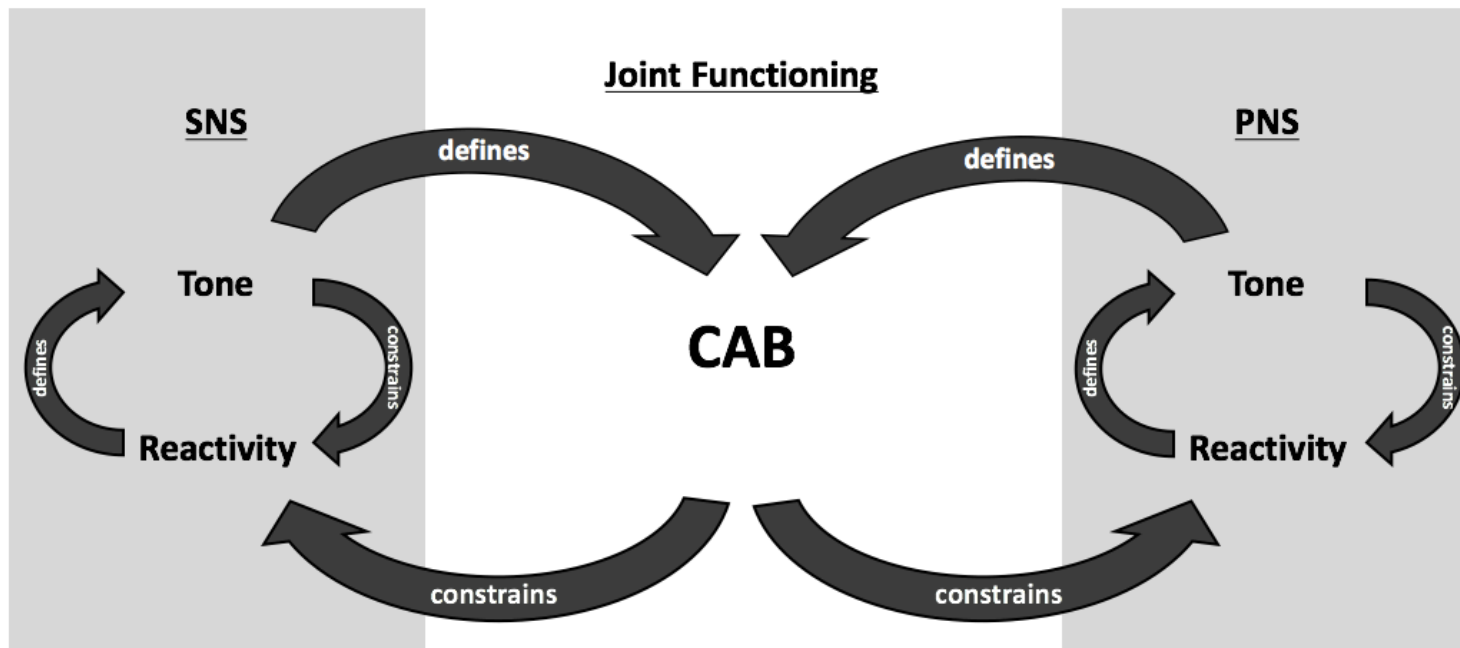 Joint Functioning
SNS
PNS
defines
defines
Tone
Tone
defines
constrains
defines
constrains
CAB
Reactivity
Reactivity
constrains
constrains